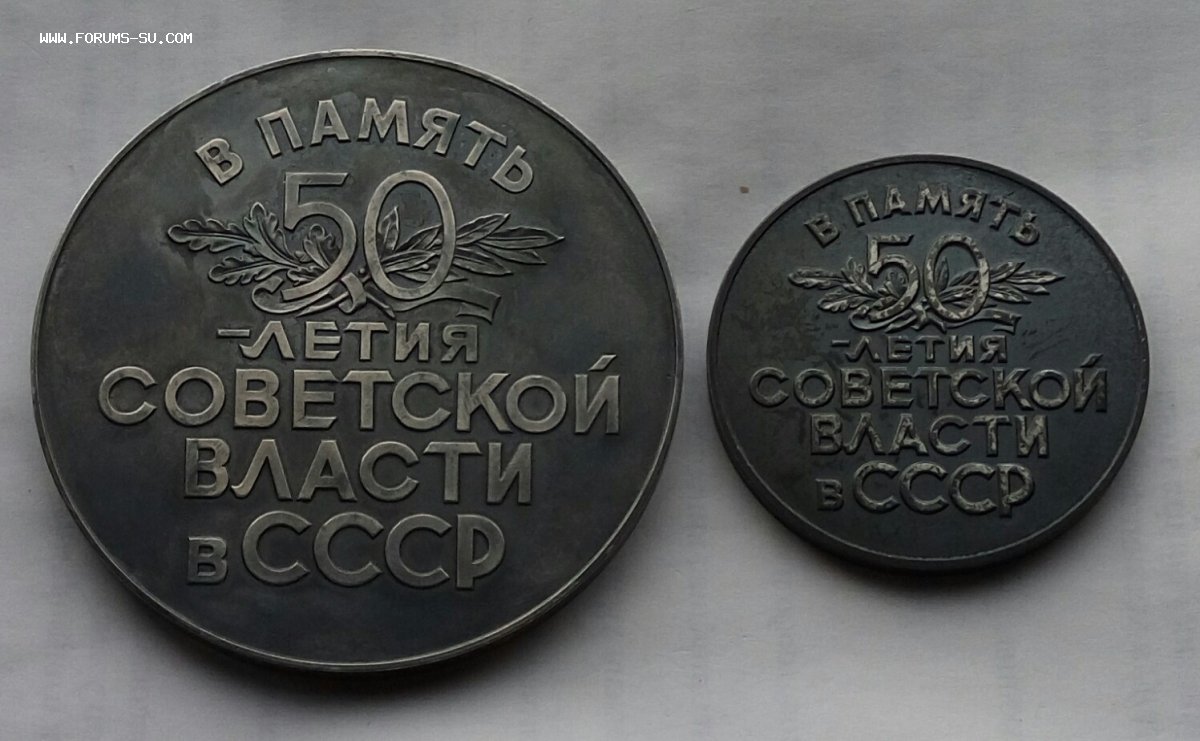 WWW.FORUMS-SU.COM
В ПАМЯТЬ
50
-ЛЕТИЯ
СОВЕТСКОЙ
ВЛАСТИ
в СССР
В ПАМЯТЬ
50
-ЛЕТИЯ
СОВЕТСКОЙ
ВЛАСТИ
в СССР